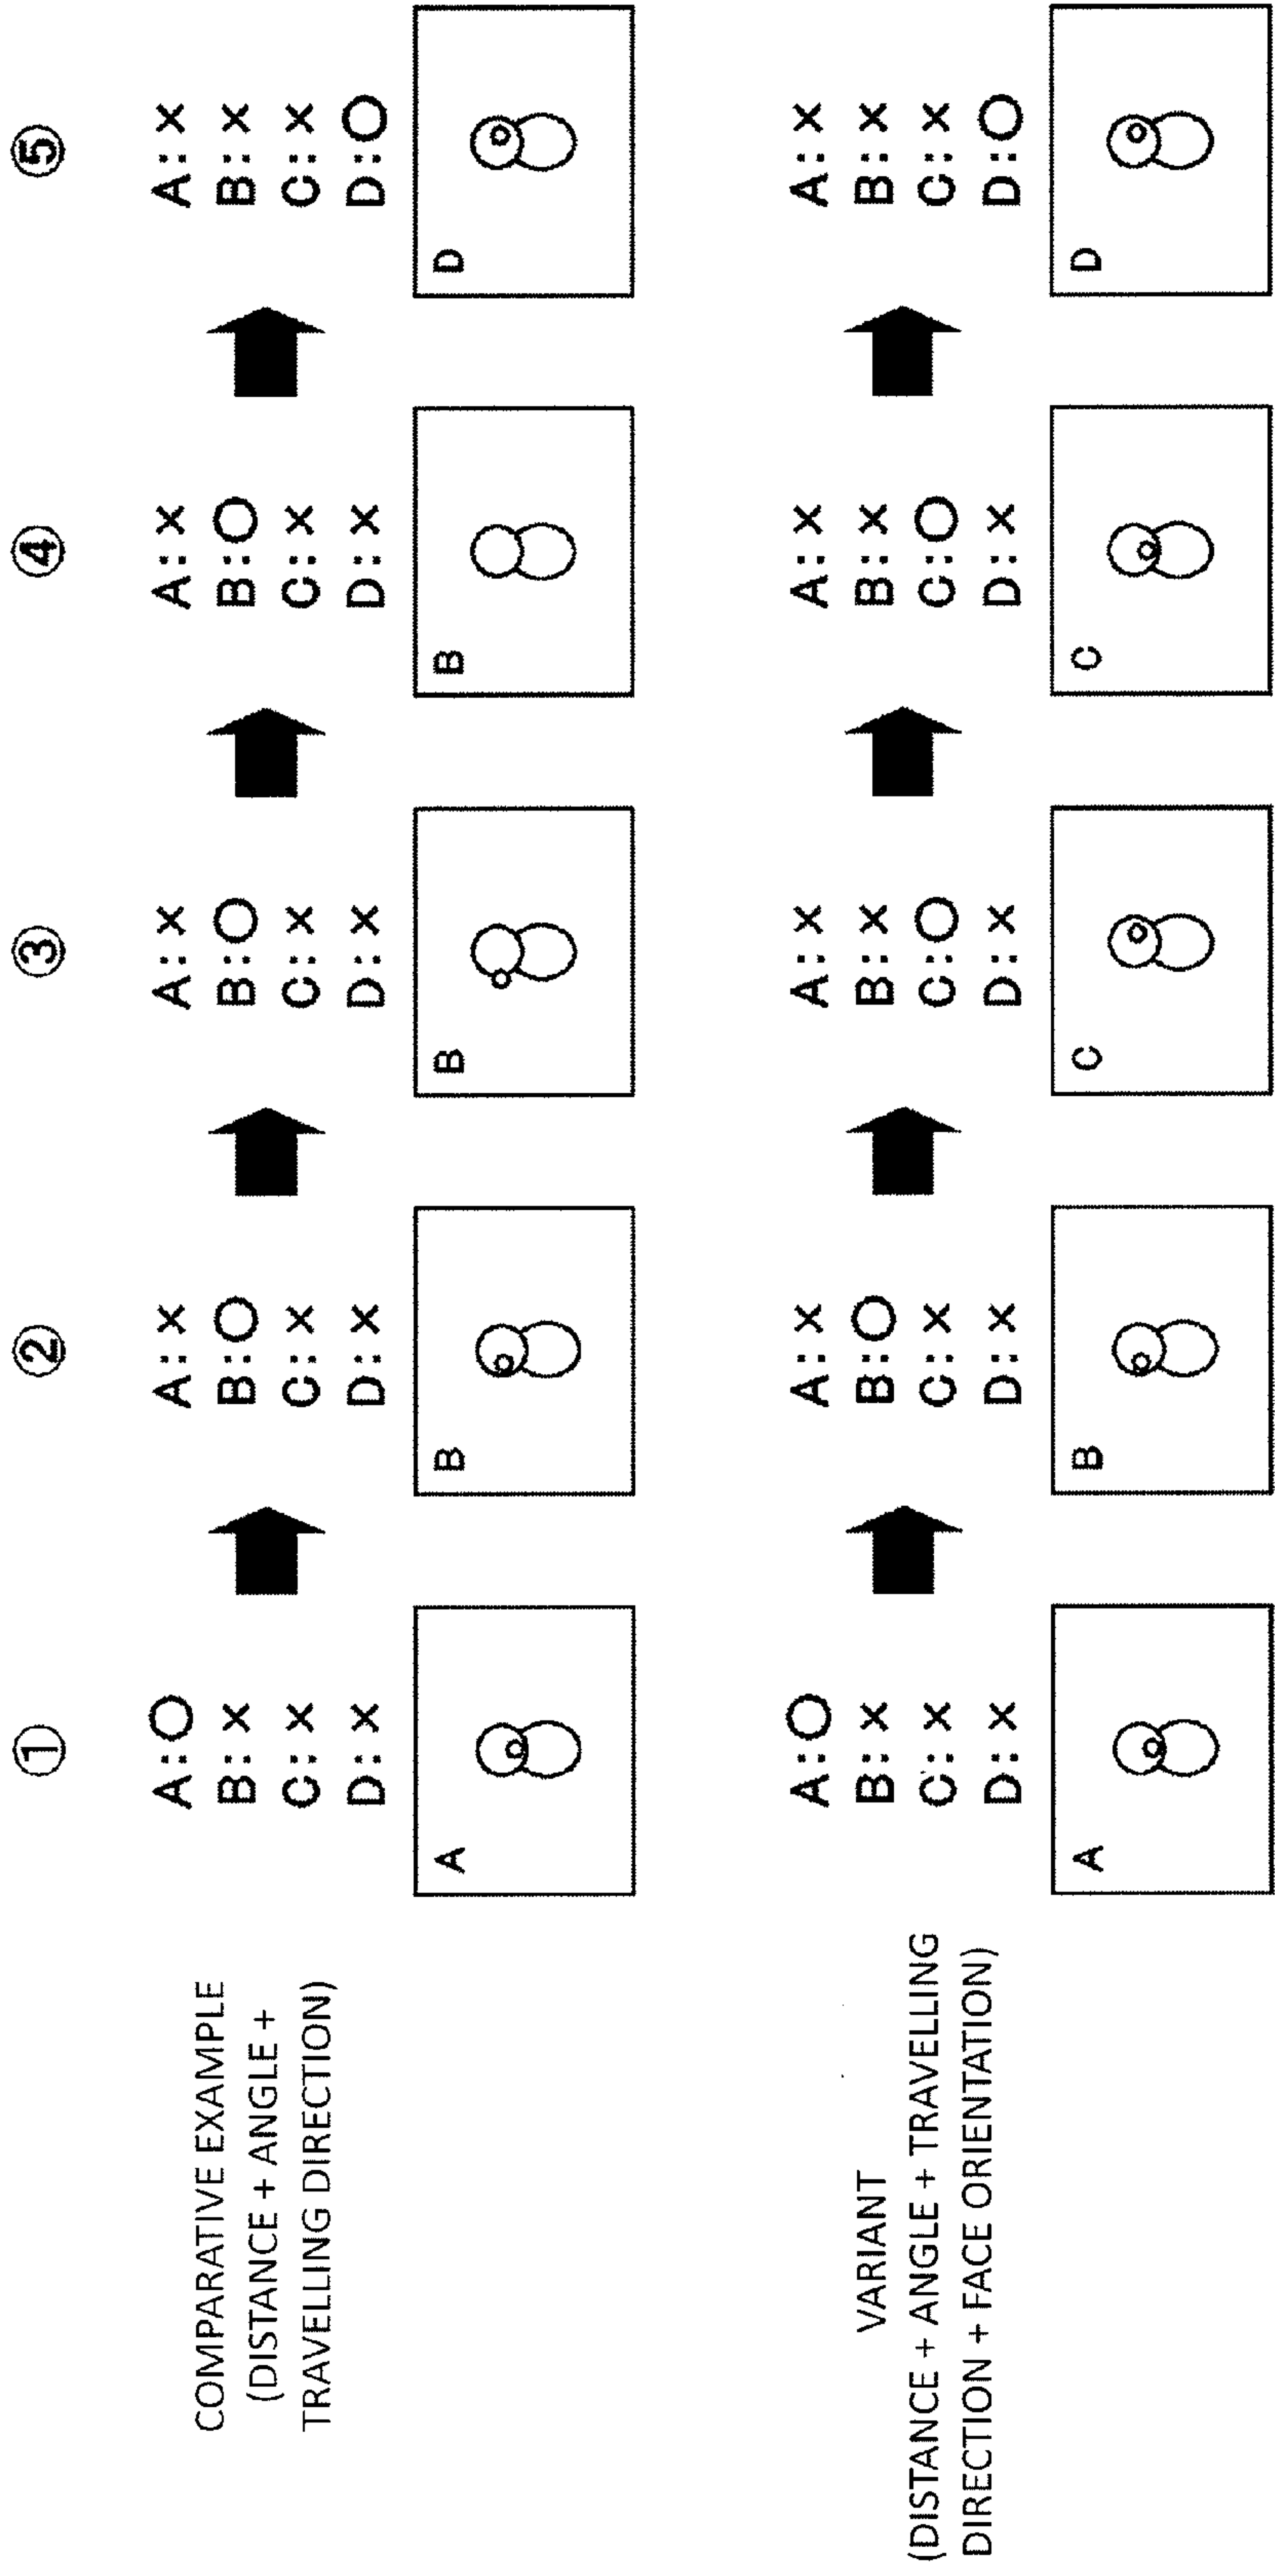 ① ② ③ ④ ⑤
COMPARATIVE EXAMPLE
(DISTANCE + ANGLE +
TRAVELLING DIRECTION)
A:○ A:× A:× A:× A:×
B:× B:○ B:○ B:○ B:×
C:× C:× C:× C:× C:×
D:× D:× D:× D:× D:○
A B B B D
VARIANT
(DISTANCE + ANGLE + TRAVELLING
DIRECTION + FACE ORIENTATION)
A:○ A:× A:× A:× A:×
B:× B:○ B:× B:× B:×
C:× C:× C:○ C:○ C:×
D:× D:× D:× D:× D:○
A B C C D